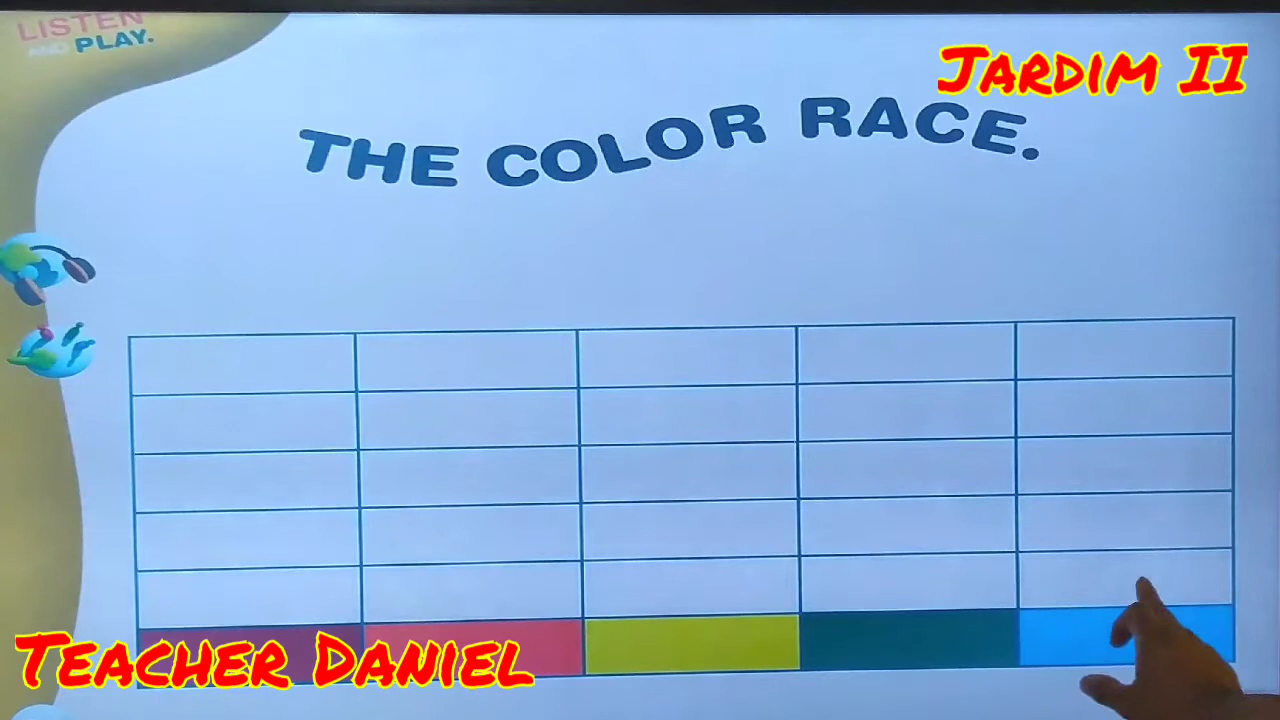 LISTEN
AND PLAY.
JARDIM II
THE COLOR RACE.
TEACHER DANIEL